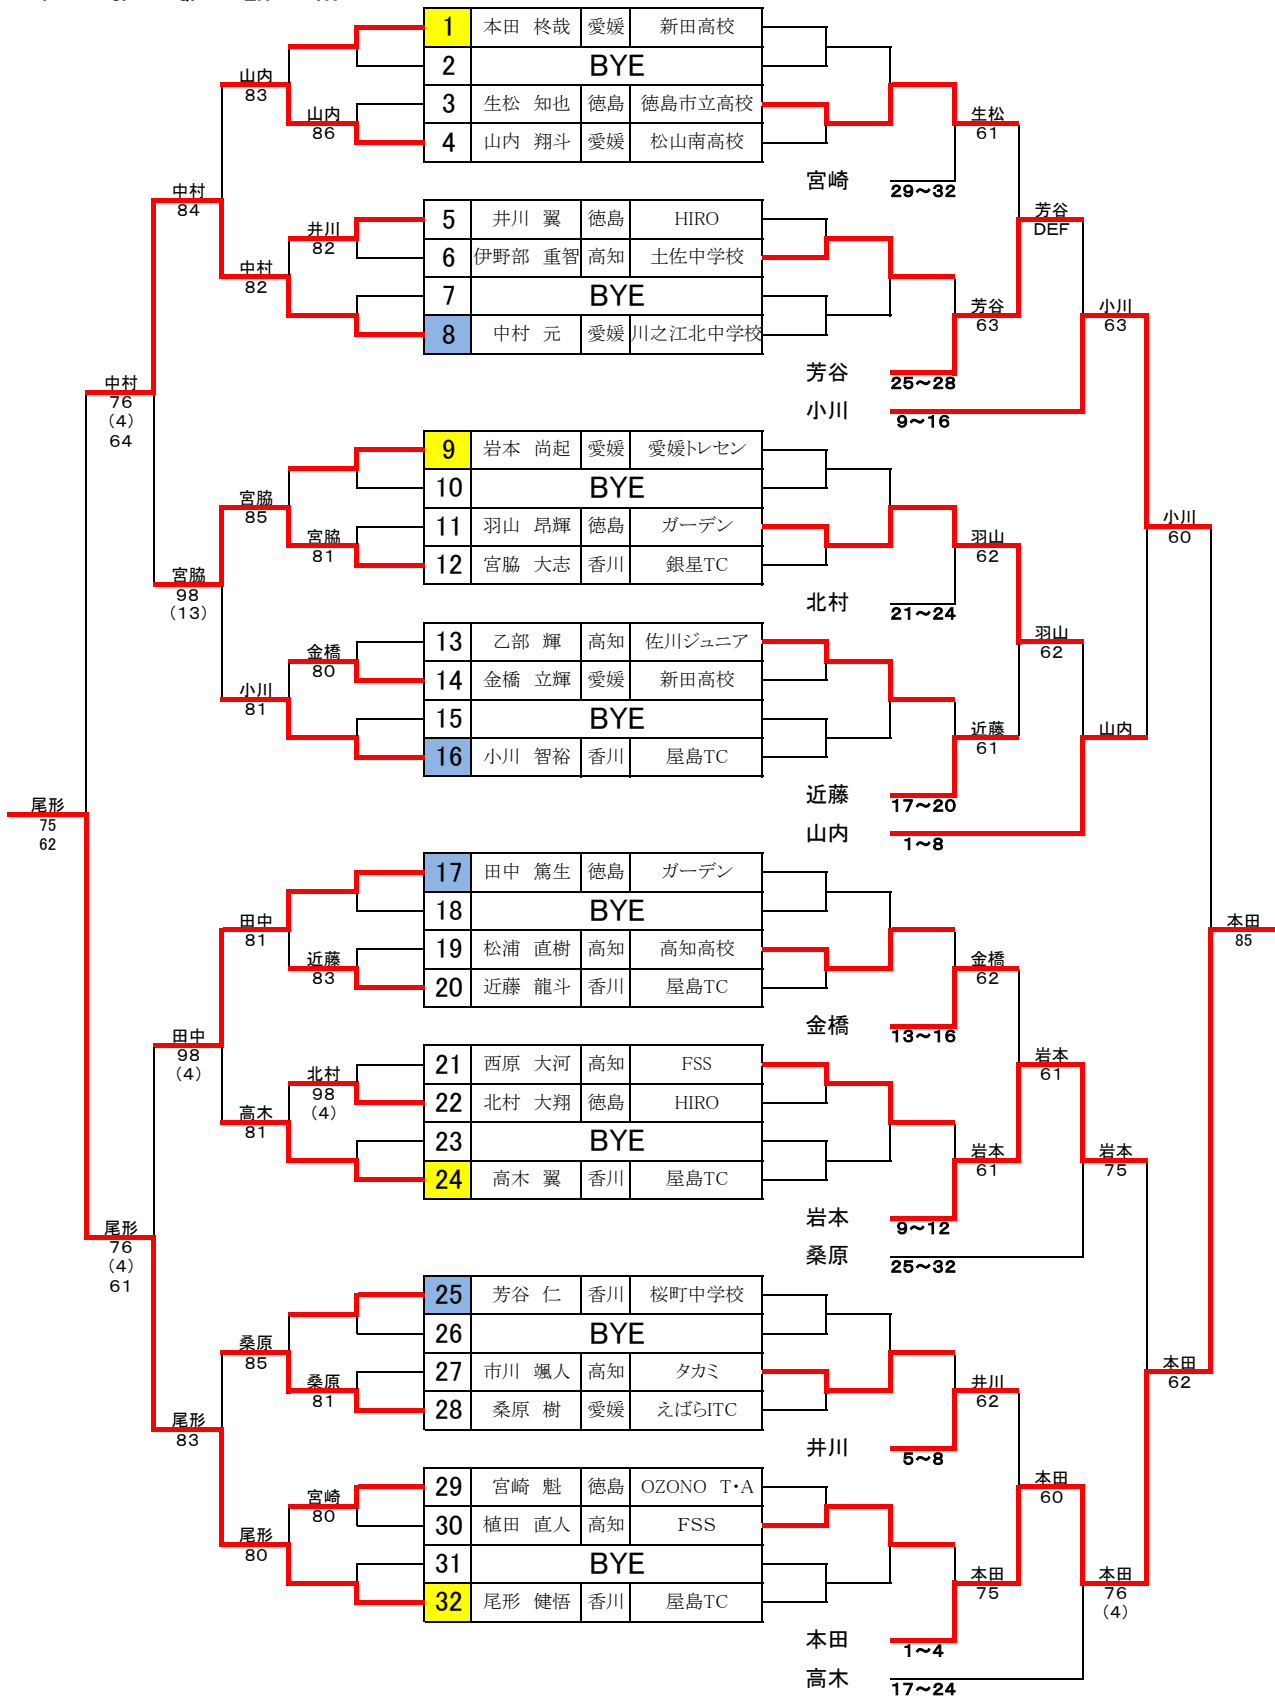 1 本田 柊哉 愛媛 新田高校
2 BYE
山内
83
3 生松 知也 徳島 徳島市立高校
生松
61
山内
86
4 山内 翔斗 愛媛 松山南高校
宮崎 29～32
中村
84
5 井川 翼 徳島 HIRO
芳谷
DEF
井川
82
6 伊野部 重智 高知 土佐中学校
中村
82
7 BYE
芳谷
63
小川
63
8 中村 元 愛媛 川之江北中学校
芳谷 25～28
中村
76
(4)
64
小川 9～16
9 岩本 尚起 愛媛 愛媛トレセン
10 BYE
宮脇
85
11 羽山 昂輝 徳島 ガーデン
小川
60
宮脇
81
羽山
62
12 宮脇 大志 香川 銀星TC
宮脇
98
(13)
北村 21～24
13 乙部 輝 高知 佐川ジュニア
羽山
62
金橋
80
14 金橋 立輝 愛媛 新田高校
小川
81
15 BYE
近藤
61
山内
16 小川 智裕 香川 屋島TC
近藤 17～20
尾形
75
62
山内 1～8
17 田中 篤生 徳島 ガーデン
18 BYE
田中
81
本田
85
19 松浦 直樹 高知 高知高校
近藤
83
金橋
62
20 近藤 龍斗 香川 屋島TC
金橋 13～16
田中
98
(4)
21 西原 大河 高知 FSS
岩本
61
北村
98
(4)
22 北村 大翔 徳島 HIRO
高木
81
23 BYE
岩本
61
岩本
75
24 高木 翼 香川 屋島TC
岩本 9～12
尾形
76
(4)
61
桑原 25～32
25 芳谷 仁 香川 桜町中学校
26 BYE
桑原
85
27 市川 颯人 高知 タカミ
本田
62
桑原
81
井川
62
28 桑原 樹 愛媛 えばらITC
尾形
83
井川 5～8
29 宮崎 魁 徳島 OZONO T・A
本田
60
宮崎
80
30 植田 直人 高知 FSS
尾形
80
31 BYE
本田
75
本田
76
(4)
32 尾形 健悟 香川 屋島TC
本田 1～4
高木 17～24